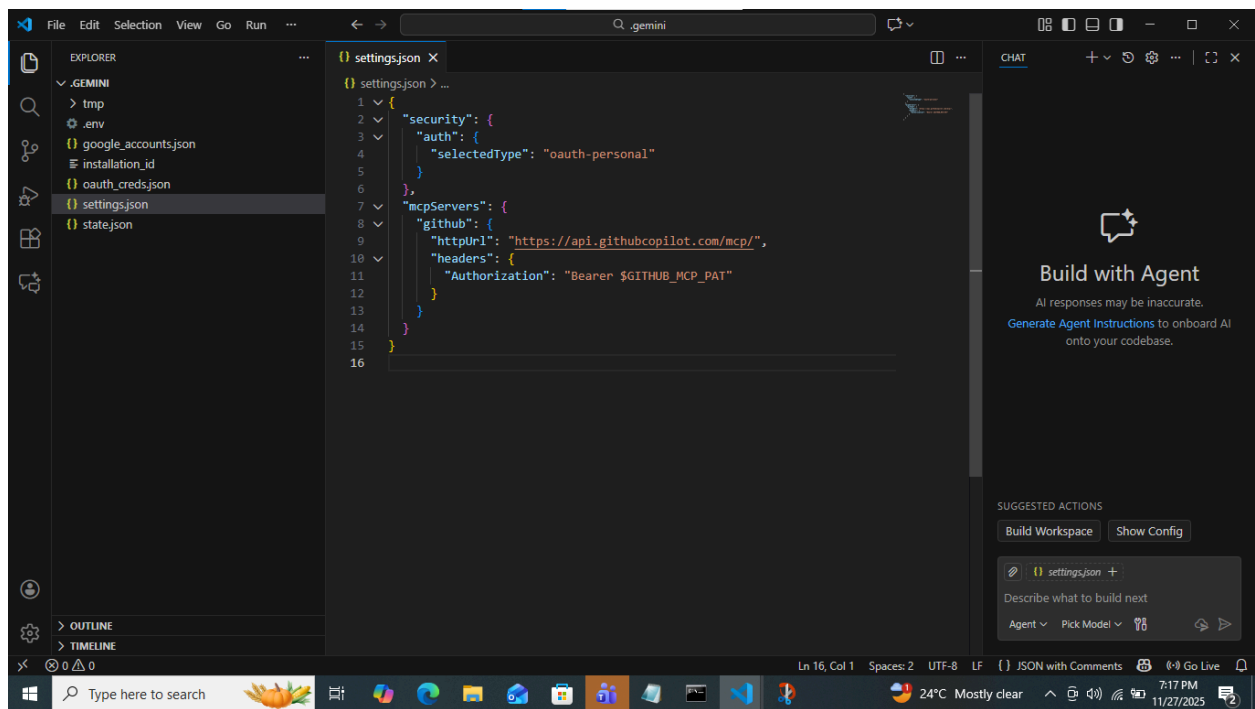 File Edit Selection View Go Run ...
.gemini
EXPLORER
.GEMINI
tmp
.env
google_accounts.json
installation_id
oauth_creds.json
settings.json
state.json
OUTLINE
TIMELINE
settings.json
settings.json > ...
1 {
2 "security": {
3 "auth": {
4 "selectedType": "oauth-personal"
5 }
6 },
7 "mcpServers": {
8 "github": {
9 "httpUrl": "https://api.githubcopilot.com/mcp/",
10 "headers": {
11 "Authorization": "Bearer $GITHUB_MCP_PAT"
12 }
13 }
14 }
15 }
16
CHAT
Build with Agent
AI responses may be inaccurate.
Generate Agent Instructions to onboard AI
onto your codebase.
SUGGESTED ACTIONS
Build Workspace Show Config
settings.json +
Describe what to build next
Agent Pick Model
0 0 Ln 16, Col 1 Spaces: 2 UTF-8 LF { } JSON with Comments Go Live
Type here to search 24°C Mostly clear 7:17 PM
11/27/2025